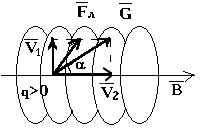 F̅ᴧ G̅
V̅₁
α
q>0 V̅₂ B̅